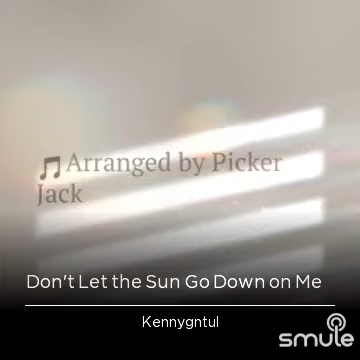 🎵Arranged by Picker
Jack
Don't Let the Sun Go Down on Me
Kennygntul
smule